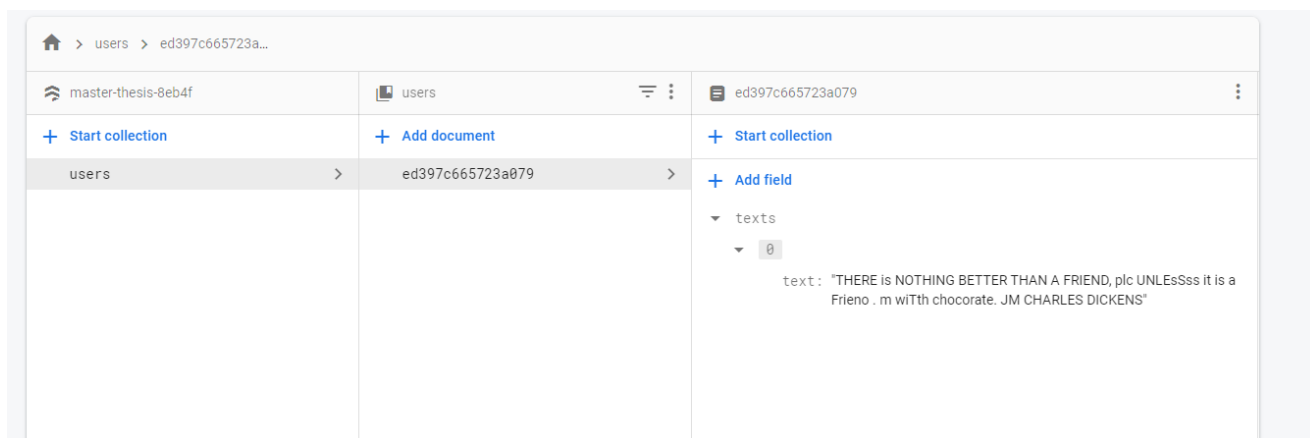 users > ed397c665723a…
master-thesis-8eb4f
users
ed397c665723a079
+ Start collection
+ Add document
+ Start collection
users
ed397c665723a079
+ Add field
texts
0
text: "THERE is NOTHING BETTER THAN A FRIEND, plc UNLEsSss it is a
Frieno . m wiTth chocorate. JM CHARLES DICKENS"